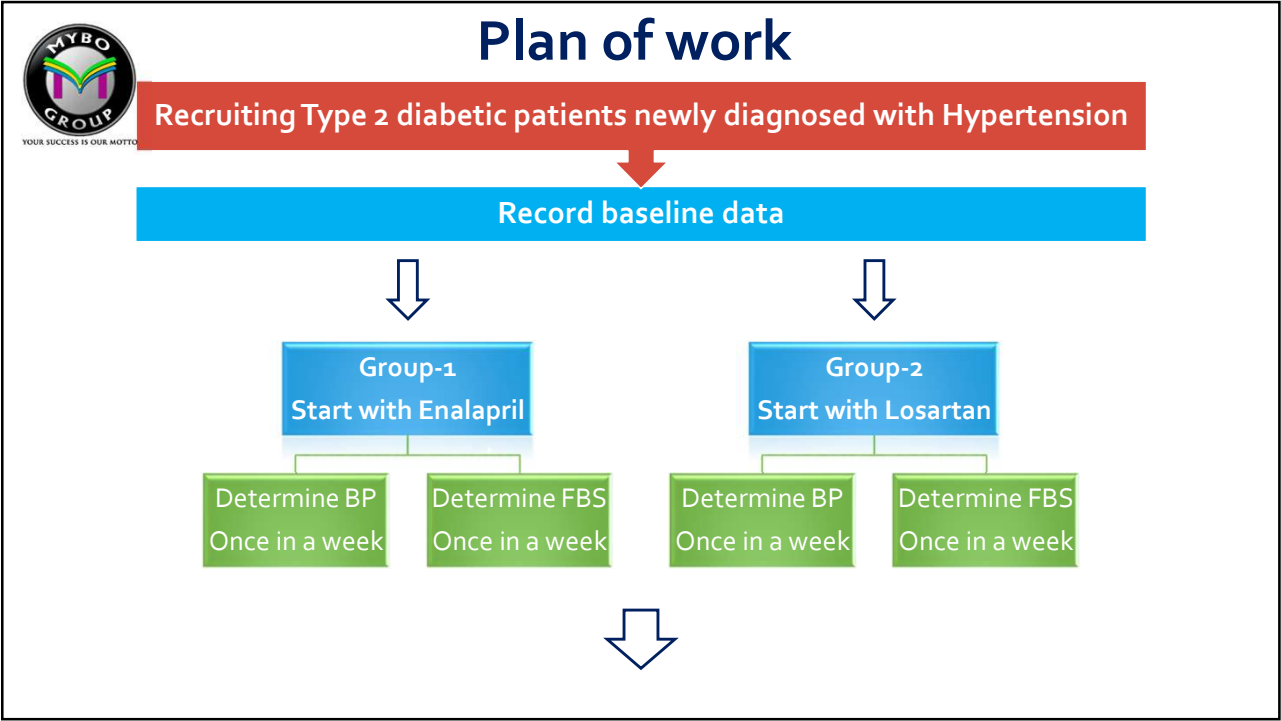 Plan of work
MYBO
GROUP
YOUR SUCCESS IS OUR MOTTO
Recruiting Type 2 diabetic patients newly diagnosed with Hypertension
Record baseline data
Group-1
Start with Enalapril
Group-2
Start with Losartan
Determine BP
Once in a week
Determine FBS
Once in a week
Determine BP
Once in a week
Determine FBS
Once in a week